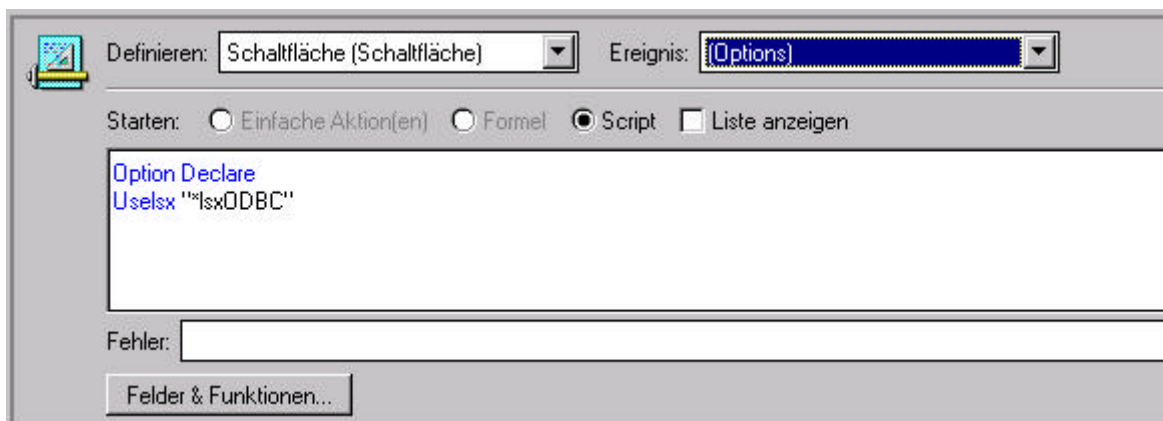 Definieren: Schaltfläche (Schaltfläche) Ereignis: (Options)
Starten: Einfache Aktion(en) Formel Script Liste anzeigen
Option Declare
Uselsx "*lsxODBC"
Fehler:
Felder & Funktionen...